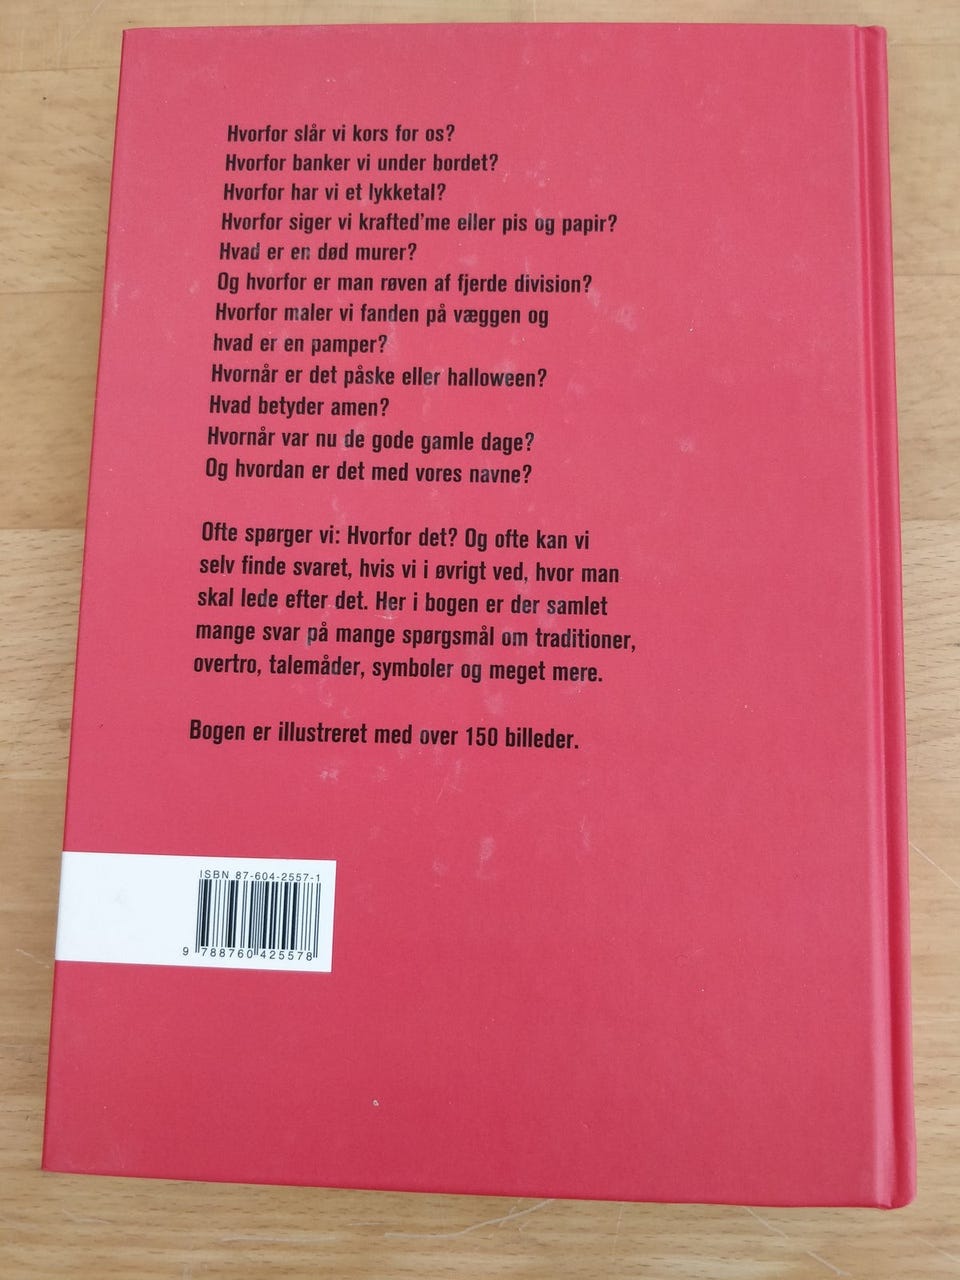 Hvorfor slår vi kors for os?
Hvorfor banker vi under bordet?
Hvorfor har vi et lykketal?
Hvorfor siger vi krafted'me eller pis og papir?
Hvad er en død murer?
Og hvorfor er man røven af fjerde division?
Hvorfor maler vi fanden på væggen og
hvad er en pamper?
Hvornår er det påske eller halloween?
Hvad betyder amen?
Hvornår var nu de gode gamle dage?
Og hvordan er det med vores navne?
Ofte spørger vi: Hvorfor det? Og ofte kan vi
selv finde svaret, hvis vi i øvrigt ved, hvor man
skal lede efter det. Her i bogen er der samlet
mange svar på mange spørgsmål om traditioner,
overtro, talemåder, symboler og meget mere.
Bogen er illustreret med over 150 billeder.
ISBN 87-604-2557-1
9 788760 425578